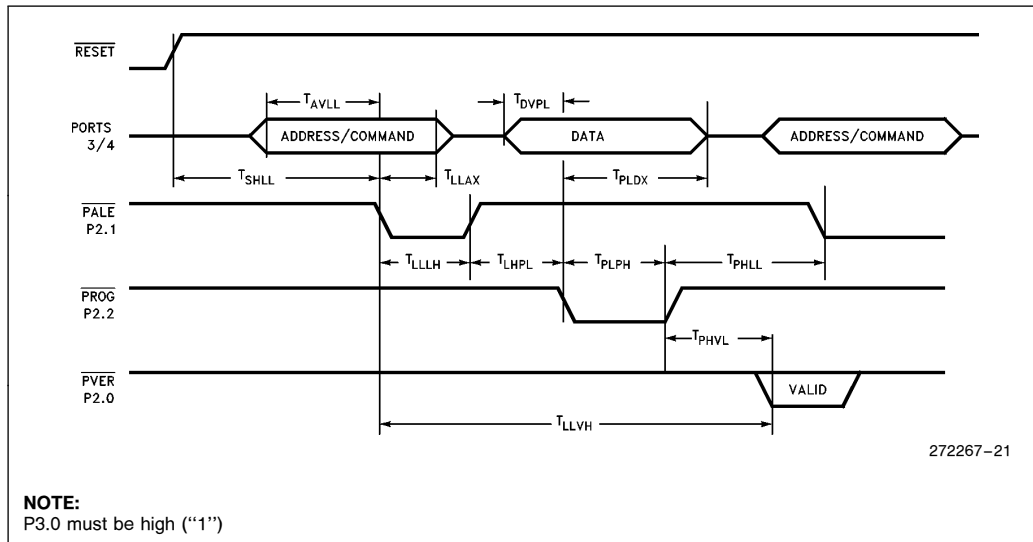 RESET
T_AVLL
T_DVPL
PORTS
3/4
ADDRESS/COMMAND
DATA
ADDRESS/COMMAND
T_SHLL
T_LLAX
T_PLDX
PALE
P2.1
T_LLLH
T_LHPL
T_PLPH
T_PHLL
PROG
P2.2
T_PHVL
PVER
P2.0
VALID
T_LLVH
272267–21
NOTE:
P3.0 must be high (‘‘1’’)